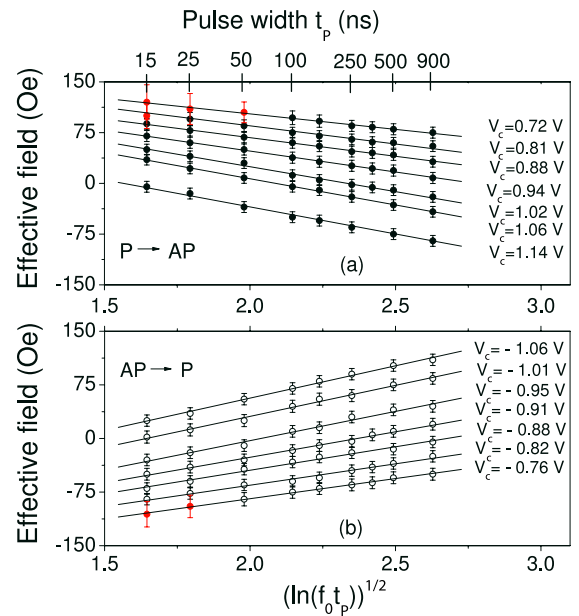 Pulse width t_P (ns)
15 25 50 100 250 500 900
Effective field (Oe)
150
75
0
-75
-150
V_c=0.72 V
V_c=0.81 V
V_c=0.88 V
V_c=0.94 V
V_c=1.02 V
V_c=1.06 V
V_c=1.14 V
P → AP
(a)
1.5 2.0 2.5 3.0
Effective field (Oe)
150
75
0
-75
-150
AP → P
V_c= - 1.06 V
V_c= - 1.01 V
V_c= - 0.95 V
V_c= - 0.91 V
V_c= - 0.88 V
V_c= - 0.82 V
V_c= - 0.76 V
(b)
1.5 2.0 2.5 3.0
(ln(f_0t_P))^1/2